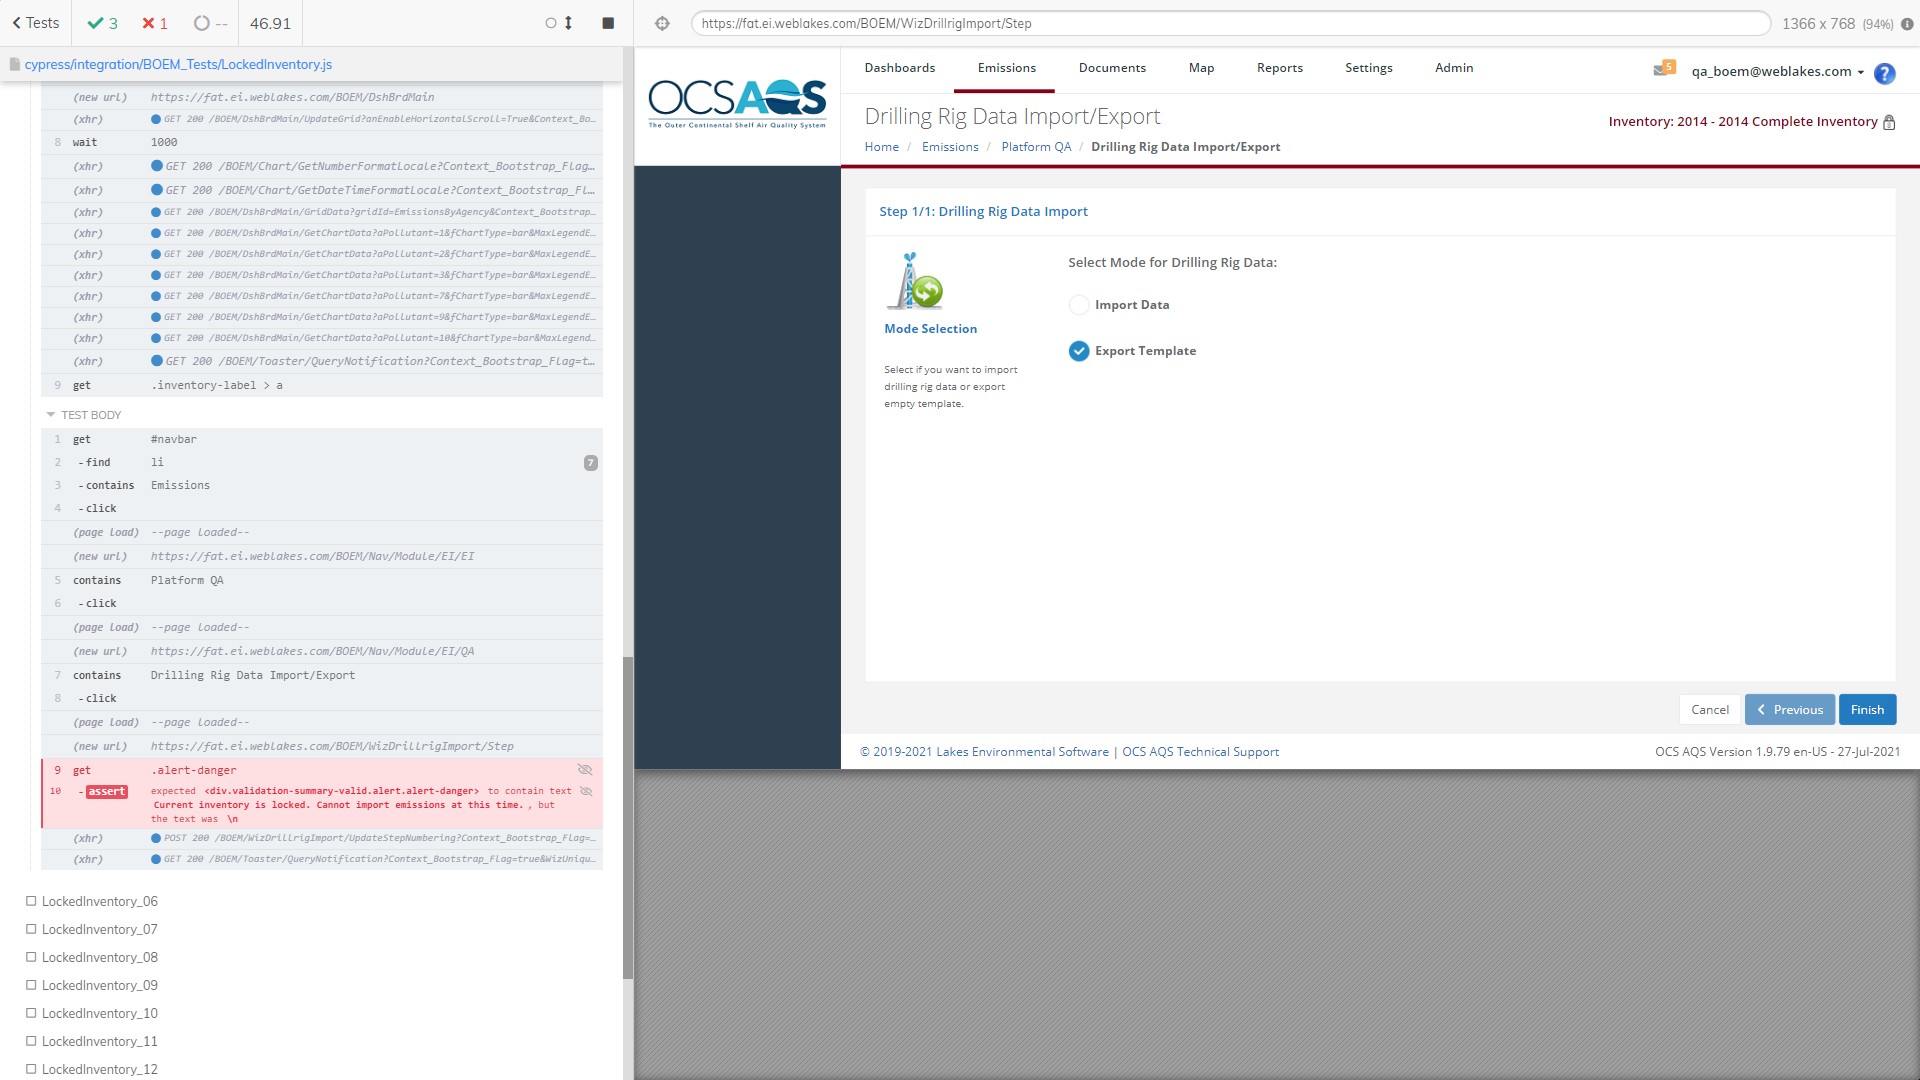 Tests
3
1
--
46.91
https://fat.ei.weblakes.com/BOEM/WizDrillrigImport/Step
1366 x 768 (94%)
cypress/integration/BOEM_Tests/LockedInventory.js
(new url) https://fat.ei.weblakes.com/BOEM/DshBrdMain
(xhr) GET 200 /BOEM/DshBrdMain/UpdateGrid?anEnableHorizontalScroll=True&Context_Bo...
8 wait 1000
(xhr) GET 200 /BOEM/Chart/GetNumberFormatLocale?Context_Bootstrap_Flag...
(xhr) GET 200 /BOEM/Chart/GetDateTimeFormatLocale?Context_Bootstrap_Fl...
(xhr) GET 200 /BOEM/DshBrdMain/GridData?gridId=EmissionsByAgency&Context_Bootstrap...
(xhr) GET 200 /BOEM/DshBrdMain/GetChartData?aPollutant=1&fChartType=bar&MaxLegendE...
(xhr) GET 200 /BOEM/DshBrdMain/GetChartData?aPollutant=2&fChartType=bar&MaxLegendE...
(xhr) GET 200 /BOEM/DshBrdMain/GetChartData?aPollutant=3&fChartType=bar&MaxLegendE...
(xhr) GET 200 /BOEM/DshBrdMain/GetChartData?aPollutant=7&fChartType=bar&MaxLegendE...
(xhr) GET 200 /BOEM/DshBrdMain/GetChartData?aPollutant=9&fChartType=bar&MaxLegendE...
(xhr) GET 200 /BOEM/DshBrdMain/GetChartData?aPollutant=10&fChartType=bar&MaxLegend...
(xhr) GET 200 /BOEM/Toaster/QueryNotification?Context_Bootstrap_Flag=t...
9 get .inventory-label > a
TEST BODY
1 get #navbar
2 -find li 7
3 -contains Emissions
4 -click
(page load) --page loaded--
(new url) https://fat.ei.weblakes.com/BOEM/Nav/Module/EI/EI
5 contains Platform QA
6 -click
(page load) --page loaded--
(new url) https://fat.ei.weblakes.com/BOEM/Nav/Module/EI/QA
7 contains Drilling Rig Data Import/Export
8 -click
(page load) --page loaded--
(new url) https://fat.ei.weblakes.com/BOEM/WizDrillrigImport/Step
9 get .alert-danger
10 -assert expected <div.validation-summary-valid.alert.alert-danger> to contain text
Current inventory is locked. Cannot import emissions at this time. , but
the text was \n
(xhr) POST 200 /BOEM/WizDrillrigImport/UpdateStepNumbering?Context_Bootstrap_Flag=...
(xhr) GET 200 /BOEM/Toaster/QueryNotification?Context_Bootstrap_Flag=true&WizUniqu...
LockedInventory_06
LockedInventory_07
LockedInventory_08
LockedInventory_09
LockedInventory_10
LockedInventory_11
LockedInventory_12
OCSAQS
The Outer Continental Shelf Air Quality System
Dashboards Emissions Documents Map Reports Settings Admin
5 qa_boem@weblakes.com ?
Drilling Rig Data Import/Export
Inventory: 2014 - 2014 Complete Inventory
Home / Emissions / Platform QA / Drilling Rig Data Import/Export
Step 1/1: Drilling Rig Data Import
Mode Selection
Select if you want to import
drilling rig data or export
empty template.
Select Mode for Drilling Rig Data:
Import Data
Export Template
Cancel Previous Finish
© 2019-2021 Lakes Environmental Software | OCS AQS Technical Support
OCS AQS Version 1.9.79 en-US - 27-Jul-2021